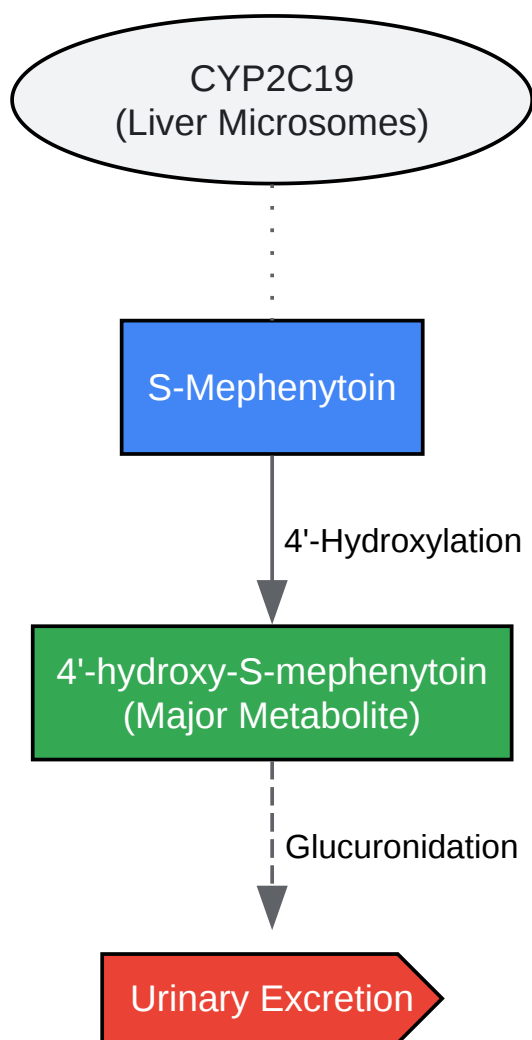 CYP2C19
(Liver Microsomes)
S-Mephenytoin
4'-Hydroxylation
4'-hydroxy-S-mephenytoin
(Major Metabolite)
Glucuronidation
Urinary Excretion